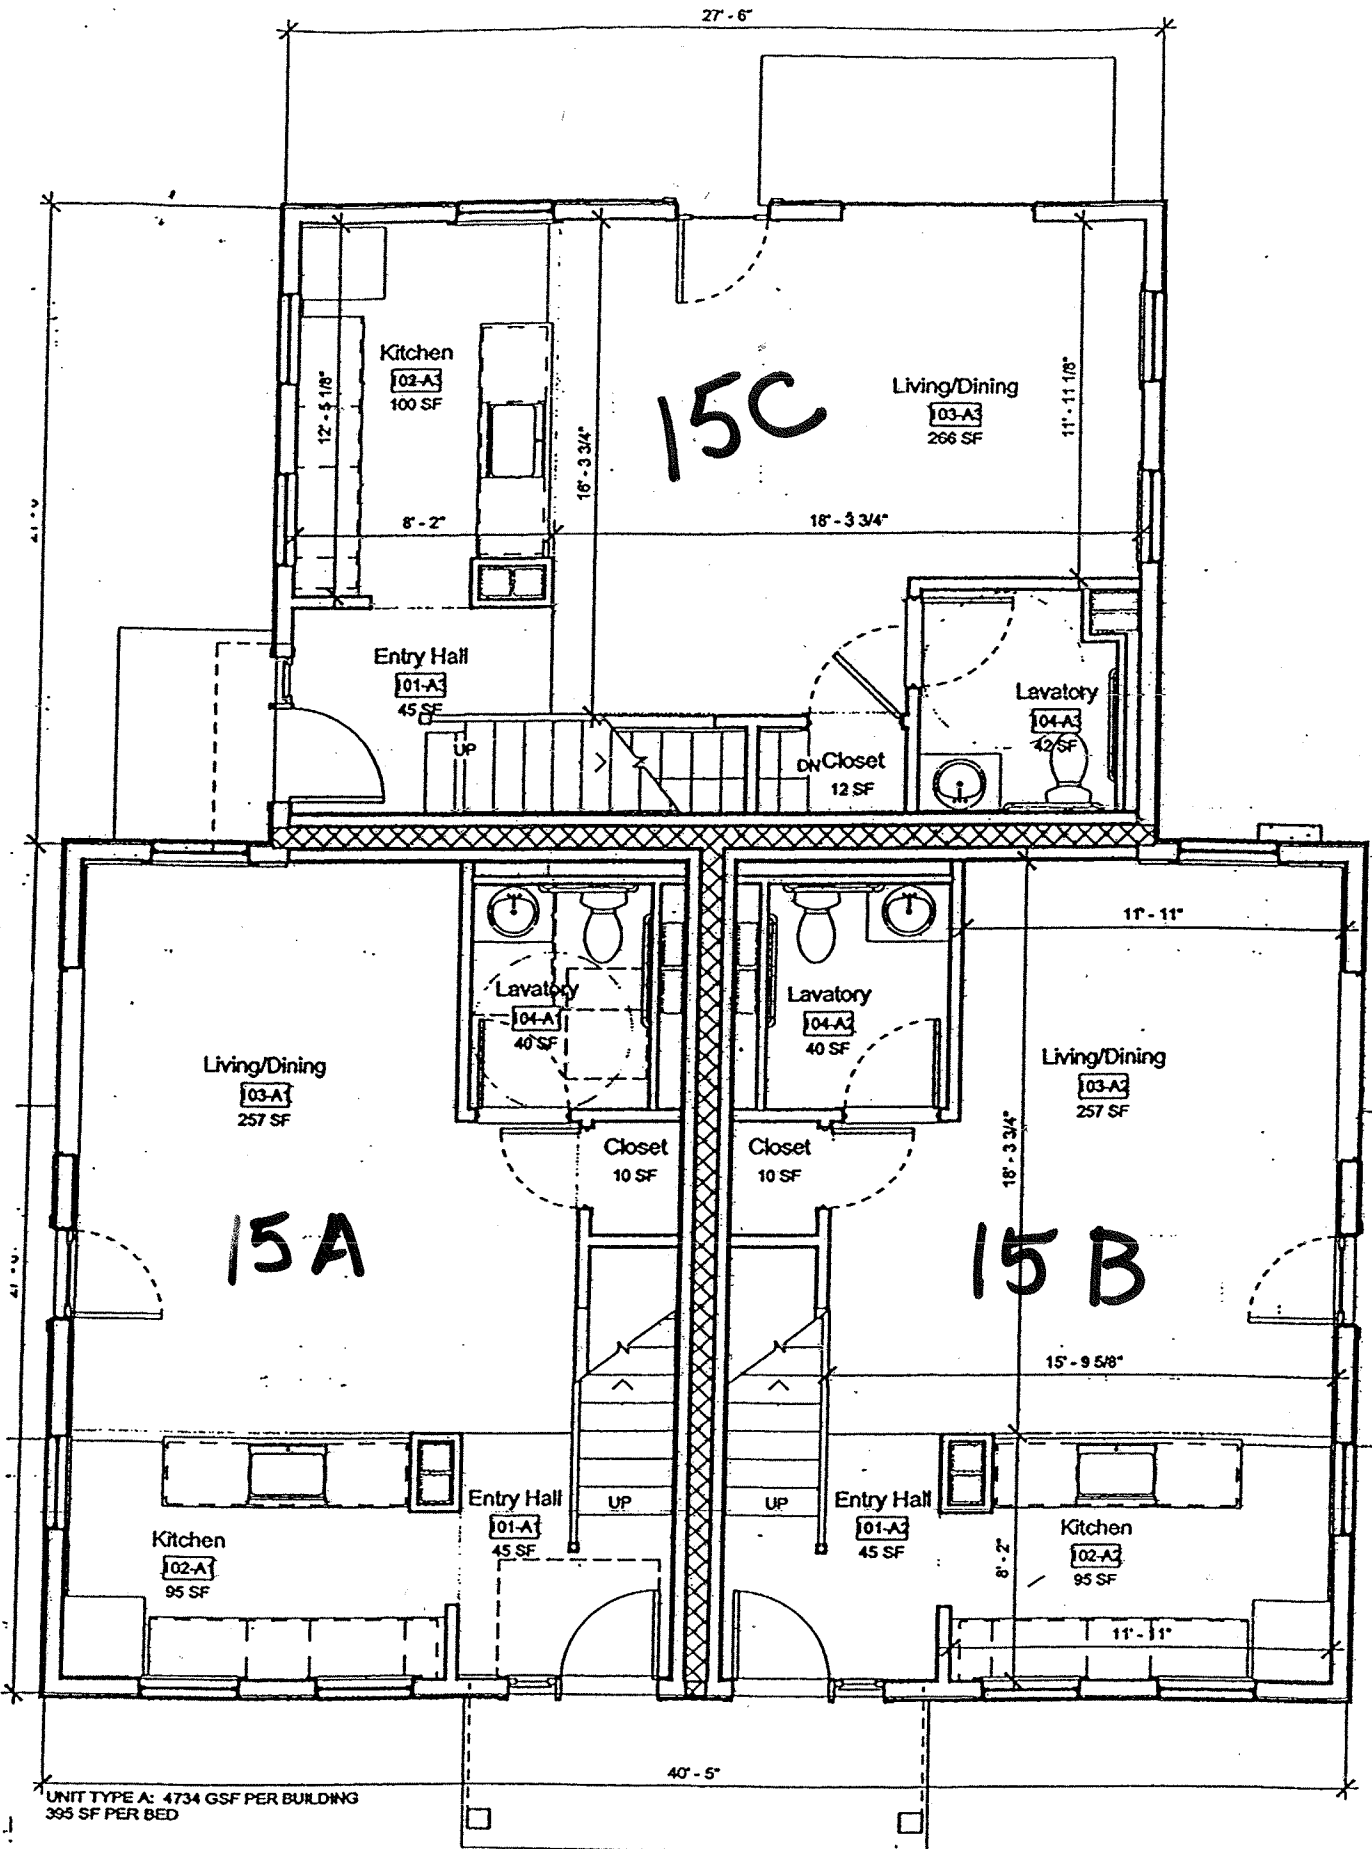 27' - 6"
Kitchen
102-A3
100 SF
12' - 5 1/8"
16' - 3 3/4"
15C
Living/Dining
103-A3
266 SF
11' - 11 1/8"
8' - 2"
18' - 3 3/4"
Entry Hall
101-A3
45 SF
UP
DN
Closet
12 SF
Lavatory
104-A3
42 SF
11' - 11"
Lavatory
104-A1
40 SF
Lavatory
104-A2
40 SF
Living/Dining
103-A1
257 SF
Living/Dining
103-A2
257 SF
Closet
10 SF
Closet
10 SF
18' - 3 3/4"
15A
15B
15' - 9 5/8"
Entry Hall
101-A1
45 SF
UP
UP
Entry Hall
101-A2
45 SF
Kitchen
102-A1
95 SF
Kitchen
102-A2
95 SF
8' - 2"
11' - 11"
40' - 5"
UNIT TYPE A: 4734 GSF PER BUILDING
395 SF PER BED